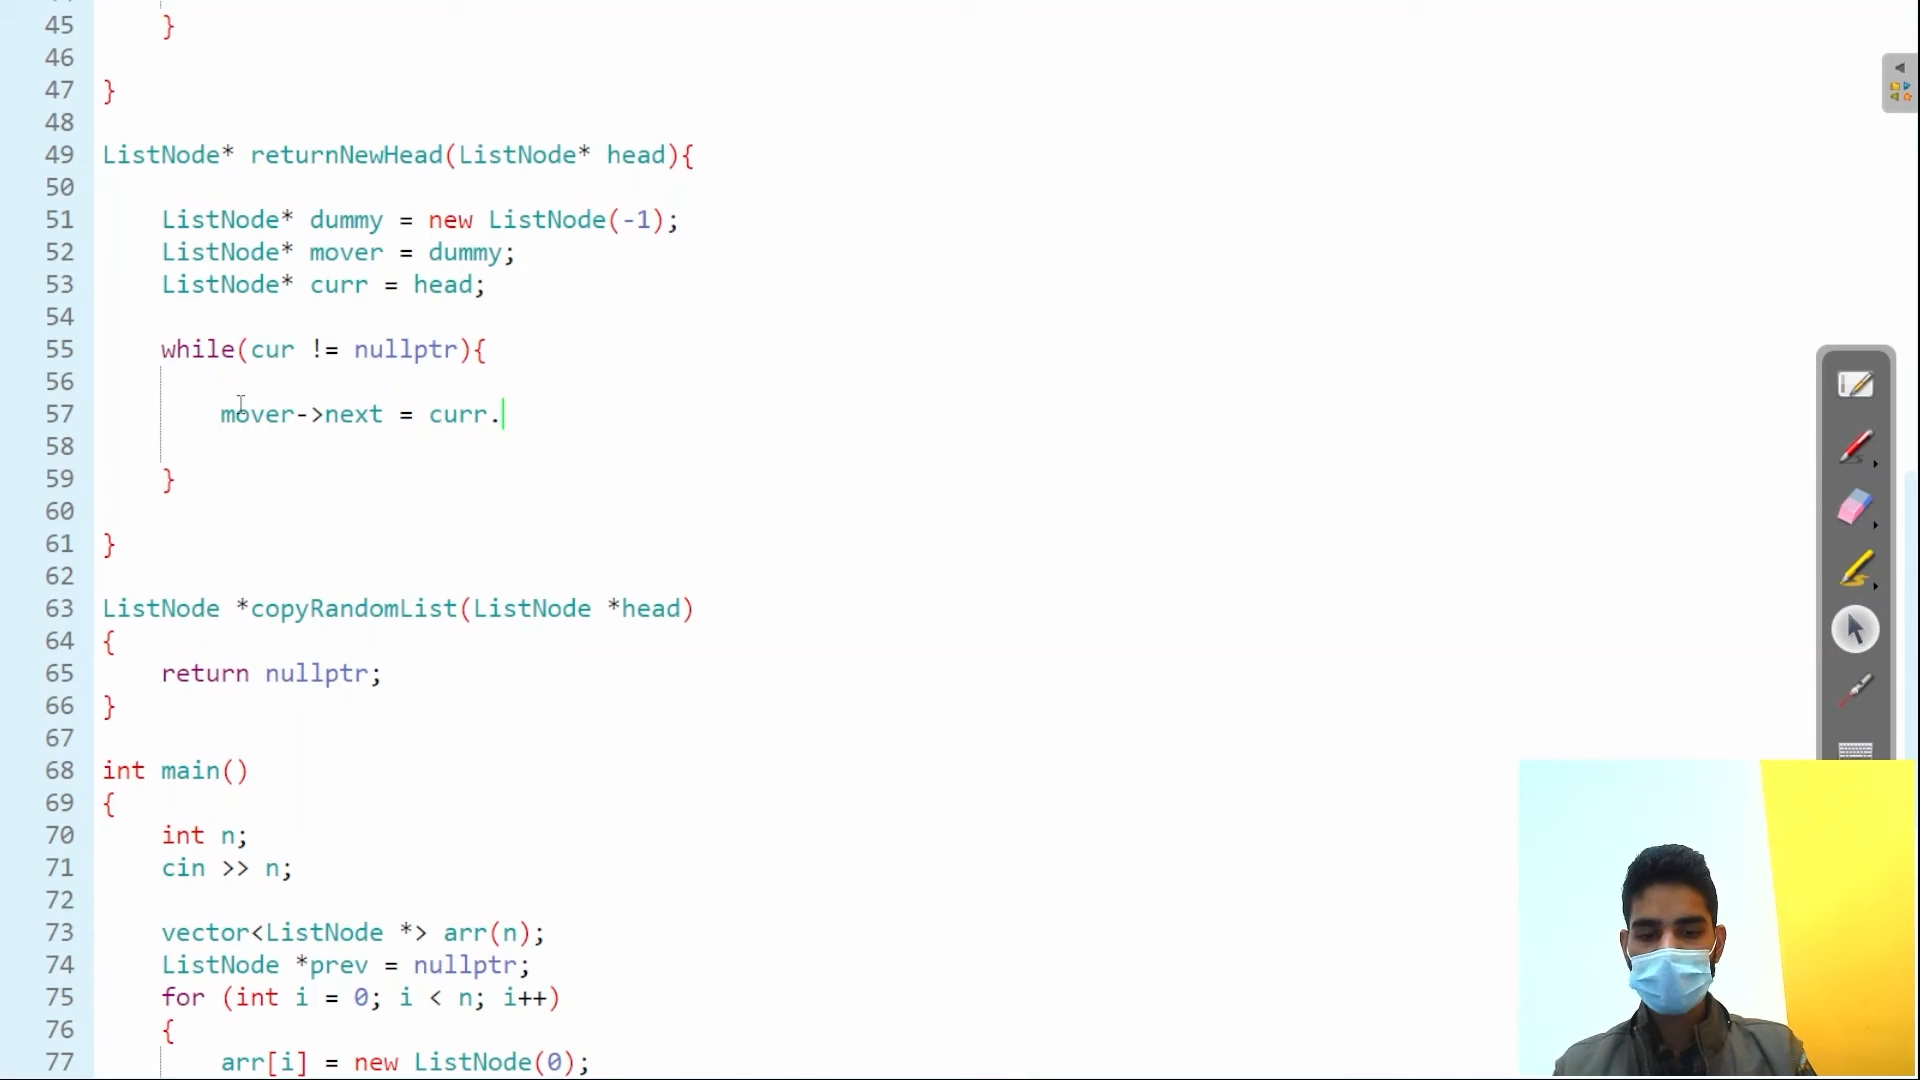 45 }
46
47 }
48
49 ListNode* returnNewHead(ListNode* head){
50
51 ListNode* dummy = new ListNode(-1);
52 ListNode* mover = dummy;
53 ListNode* curr = head;
54
55 while(cur != nullptr){
56
57 mover->next = curr.
58
59 }
60
61 }
62
63 ListNode *copyRandomList(ListNode *head)
64 {
65 return nullptr;
66 }
67
68 int main()
69 {
70 int n;
71 cin >> n;
72
73 vector<ListNode *> arr(n);
74 ListNode *prev = nullptr;
75 for (int i = 0; i < n; i++)
76 {
77 arr[i] = new ListNode(0);